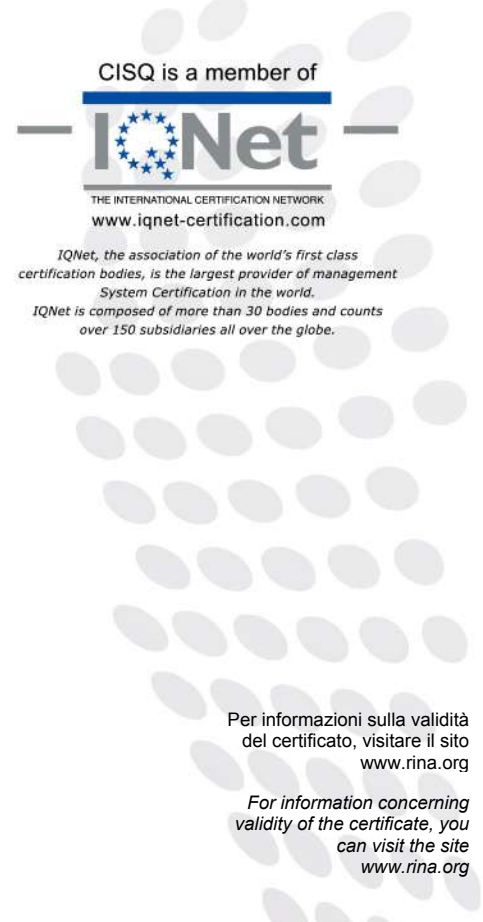 CISQ is a member of
IQNet
THE INTERNATIONAL CERTIFICATION NETWORK
www.iqnet-certification.com
IQNet, the association of the world's first class
certification bodies, is the largest provider of management
System Certification in the world.
IQNet is composed of more than 30 bodies and counts
over 150 subsidiaries all over the globe.
Per informazioni sulla validità
del certificato, visitare il sito
www.rina.org
For information concerning
validity of the certificate, you
can visit the site
www.rina.org